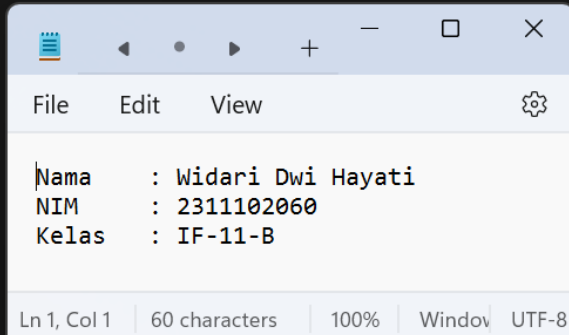 File Edit View
Nama : Widari Dwi Hayati
NIM : 2311102060
Kelas : IF-11-B
Ln 1, Col 1 60 characters 100% Window UTF-8